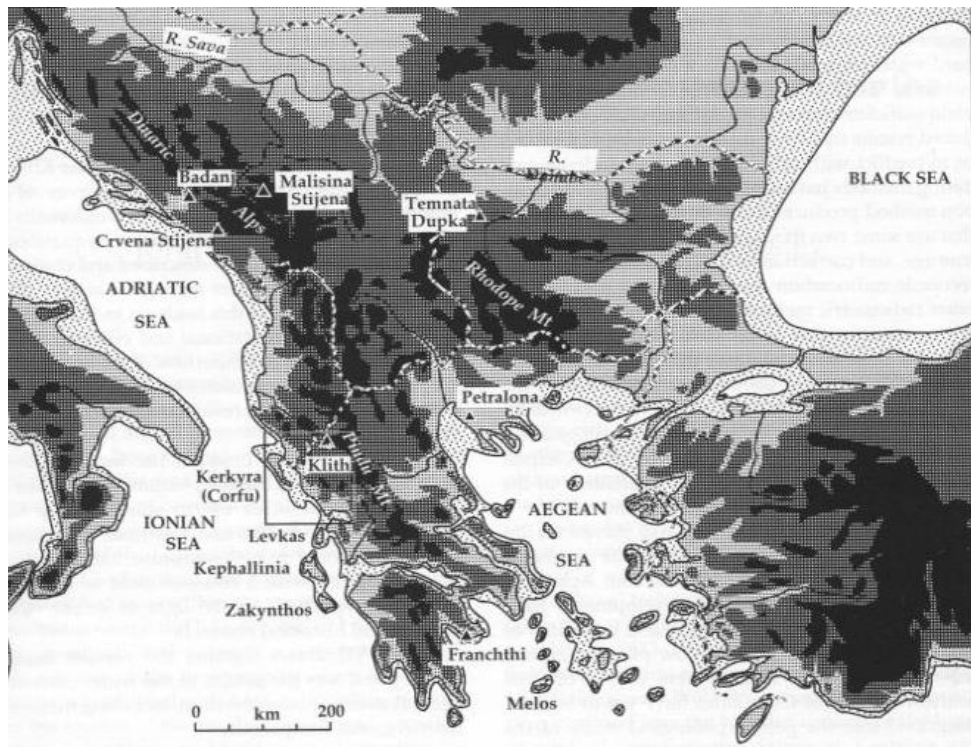 R. Sava
Dinaric
Alps
Badanj
Malisina
Stijena
R.
Danube
BLACK SEA
Temnata
Dupka
Crvena Stijena
ADRIATIC
SEA
Rhodope Mt
Petralona
Klithi
Pindus Mt
Kerkyra
(Corfu)
IONIAN
SEA
AEGEAN
SEA
Levkas
Kephallinia
Zakynthos
Franchthi
Melos
0 km 200